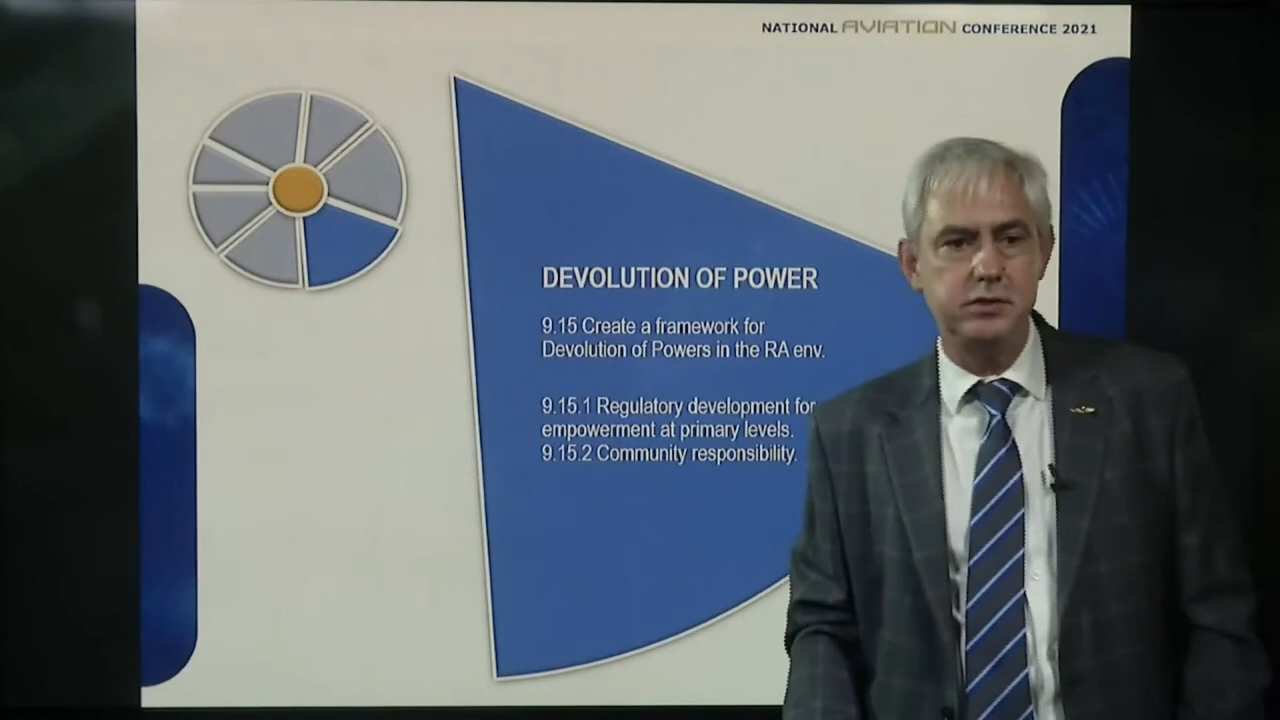 NATIONAL AVIATION CONFERENCE 2021
DEVOLUTION OF POWER
9.15 Create a framework for
Devolution of Powers in the RA env.
9.15.1 Regulatory development for
empowerment at primary levels.
9.15.2 Community responsibility.